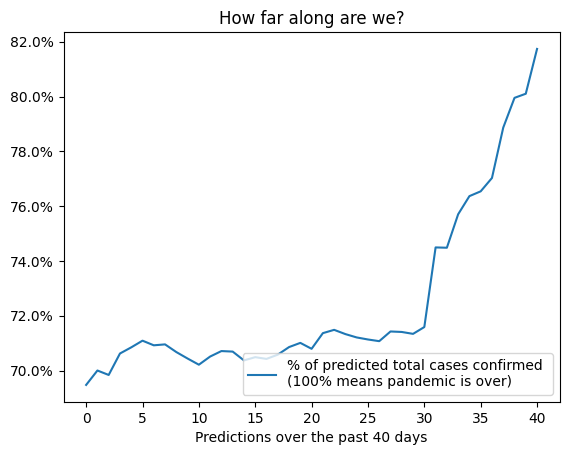 How far along are we?
82.0%
80.0%
78.0%
76.0%
74.0%
72.0%
70.0%
% of predicted total cases confirmed
(100% means pandemic is over)
0 5 10 15 20 25 30 35 40
Predictions over the past 40 days